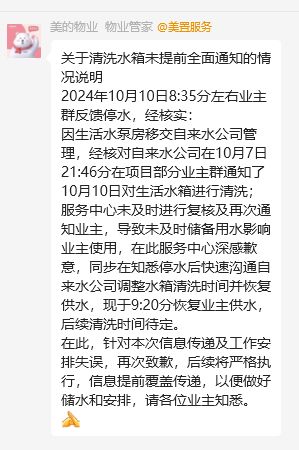 美的物业 物业管家@美置服务
关于清洗水箱未提前全面通知的情
况说明
2024年10月10日8:35分左右业主
群反馈停水，经核实：
因生活水泵房移交自来水公司管
理，经核对自来水公司在10月7日
21:46分在项目部分业主群通知了
10月10日对生活水箱进行清洗；
服务中心未及时进行复核及再次通
知业主，导致未及时储备用水影响
业主使用，在此服务中心深感歉
意，同步在知悉停水后快速沟通自
来水公司调整水箱清洗时间并恢复
供水，现于9:20分恢复业主供水，
后续清洗时间待定。
在此，针对本次信息传递及工作安
排失误，再次致歉，后续将严格执
行，信息提前覆盖传递，以便做好
储水和安排，请各位业主知悉。